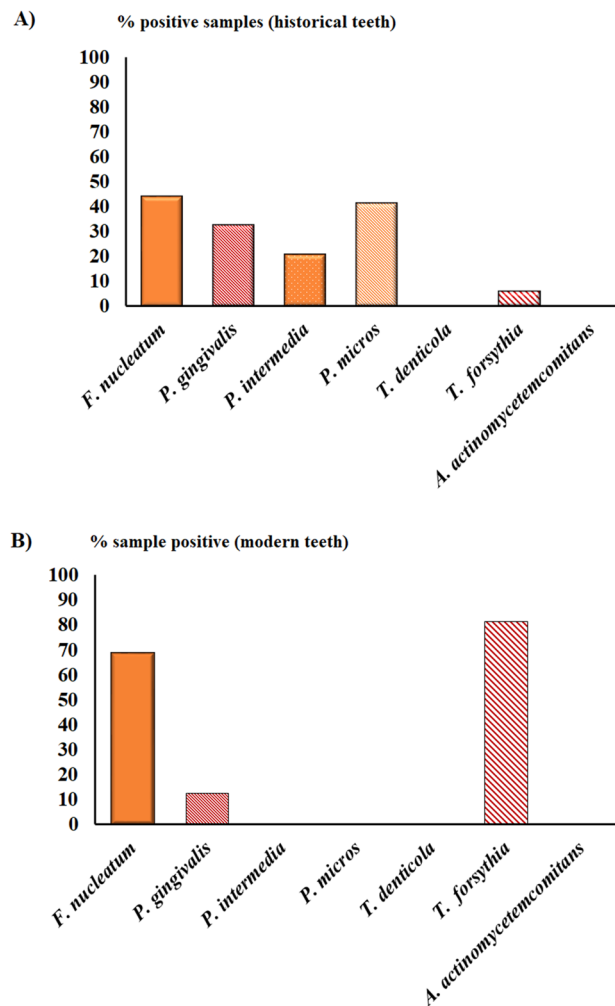 A)
% positive samples (historical teeth)
100
90
80
70
60
50
40
30
20
10
0
F. nucleatum
P. gingivalis
P. intermedia
P. micros
T. denticola
T. forsythia
A. actinomycetemcomitans
B)
% sample positive (modern teeth)
100
90
80
70
60
50
40
30
20
10
0
F. nucleatum
P. gingivalis
P. intermedia
P. micros
T. denticola
T. forsythia
A. actinomycetemcomitans